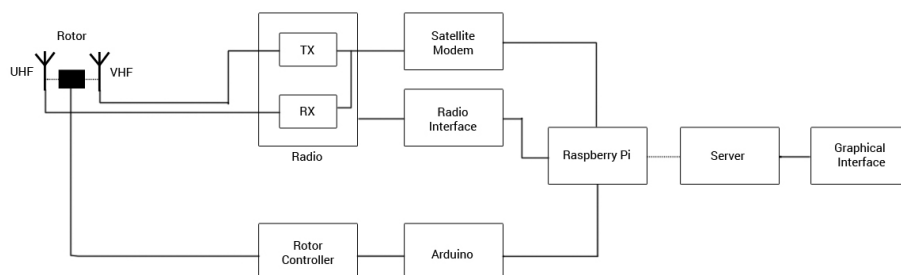 Rotor
UHF
VHF
TX
RX
Radio
Satellite
Modem
Radio
Interface
Raspberry Pi
Server
Graphical
Interface
Rotor
Controller
Arduino